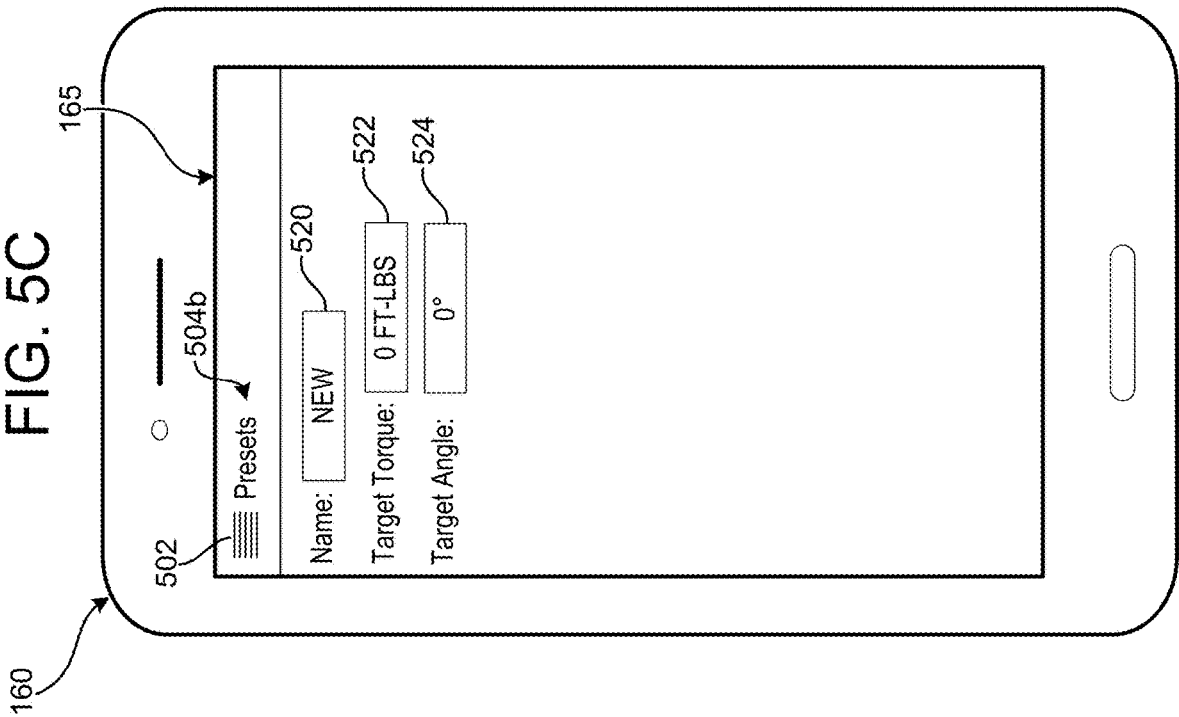 FIG. 5C
160
165
502
Presets
504b
Name:
NEW
520
Target Torque:
0 FT-LBS
522
Target Angle:
0°
524